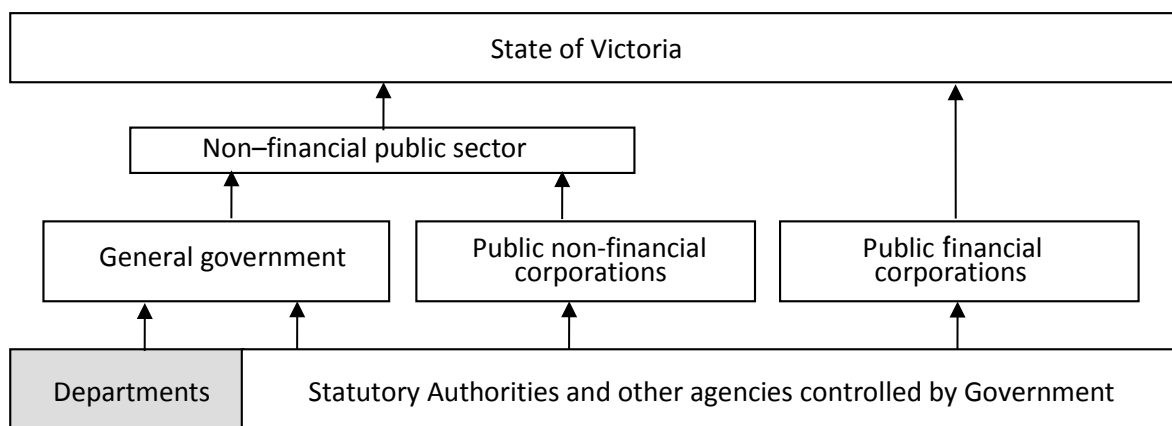 State of Victoria
Non–financial public sector
General government
Public non-financial
corporations
Public financial
corporations
Departments
Statutory Authorities and other agencies controlled by Government